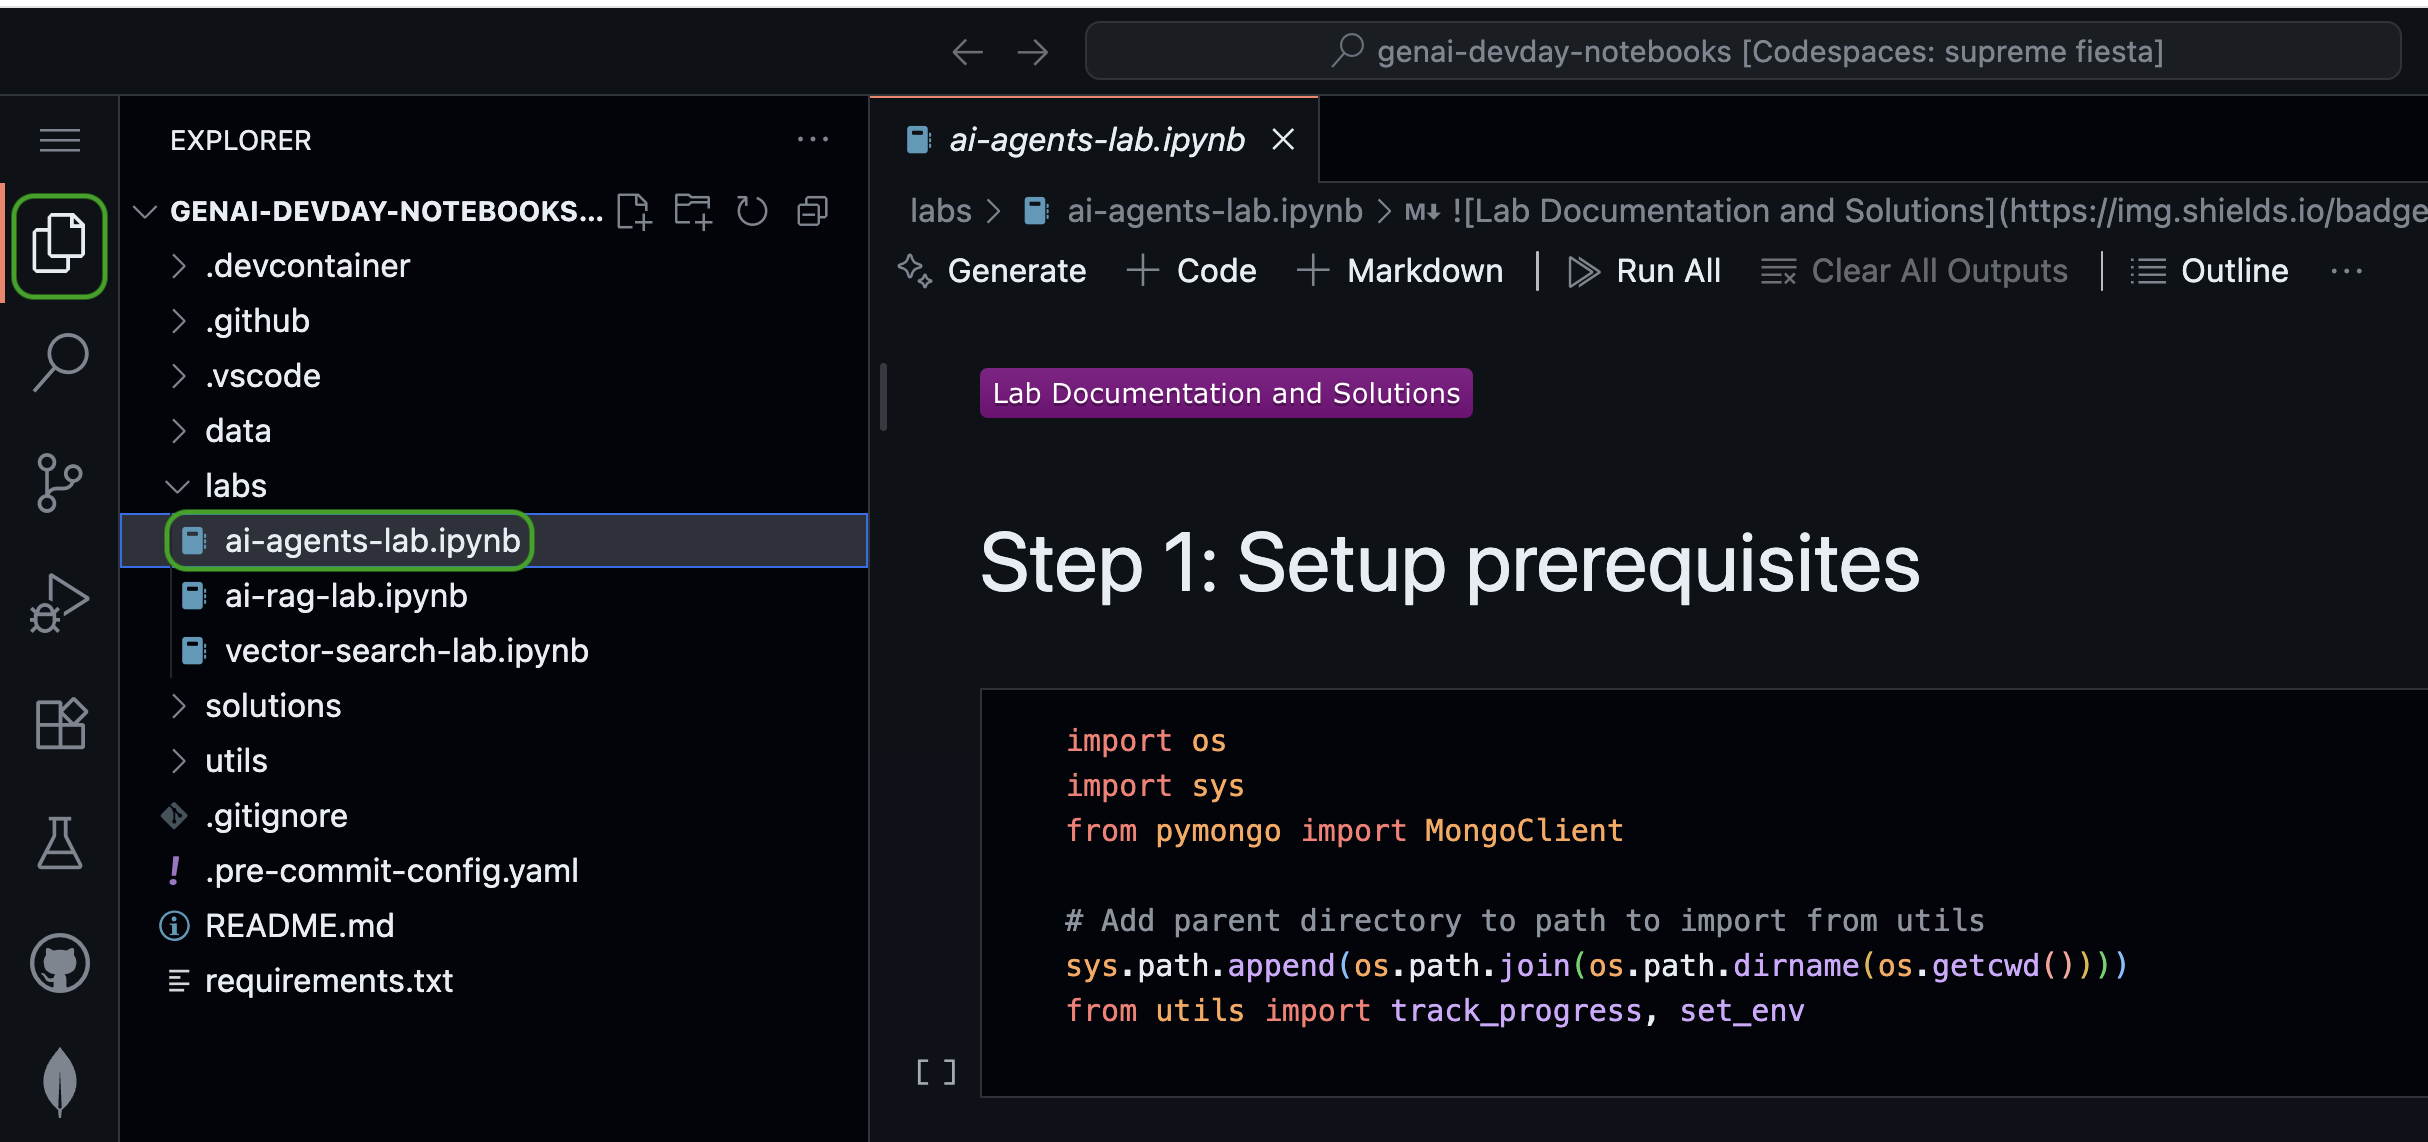 genai-devday-notebooks [Codespaces: supreme fiesta]
EXPLORER
GENAI-DEVDAY-NOTEBOOKS...
.devcontainer
.github
.vscode
data
labs
ai-agents-lab.ipynb
ai-rag-lab.ipynb
vector-search-lab.ipynb
solutions
utils
.gitignore
.pre-commit-config.yaml
README.md
requirements.txt
ai-agents-lab.ipynb
labs > ai-agents-lab.ipynb > M↓ ![Lab Documentation and Solutions](https://img.shields.io/badge
Generate + Code + Markdown | Run All Clear All Outputs | Outline ...
Lab Documentation and Solutions
Step 1: Setup prerequisites
import os
import sys
from pymongo import MongoClient
# Add parent directory to path to import from utils
sys.path.append(os.path.join(os.path.dirname(os.getcwd())))
from utils import track_progress, set_env
[ ]